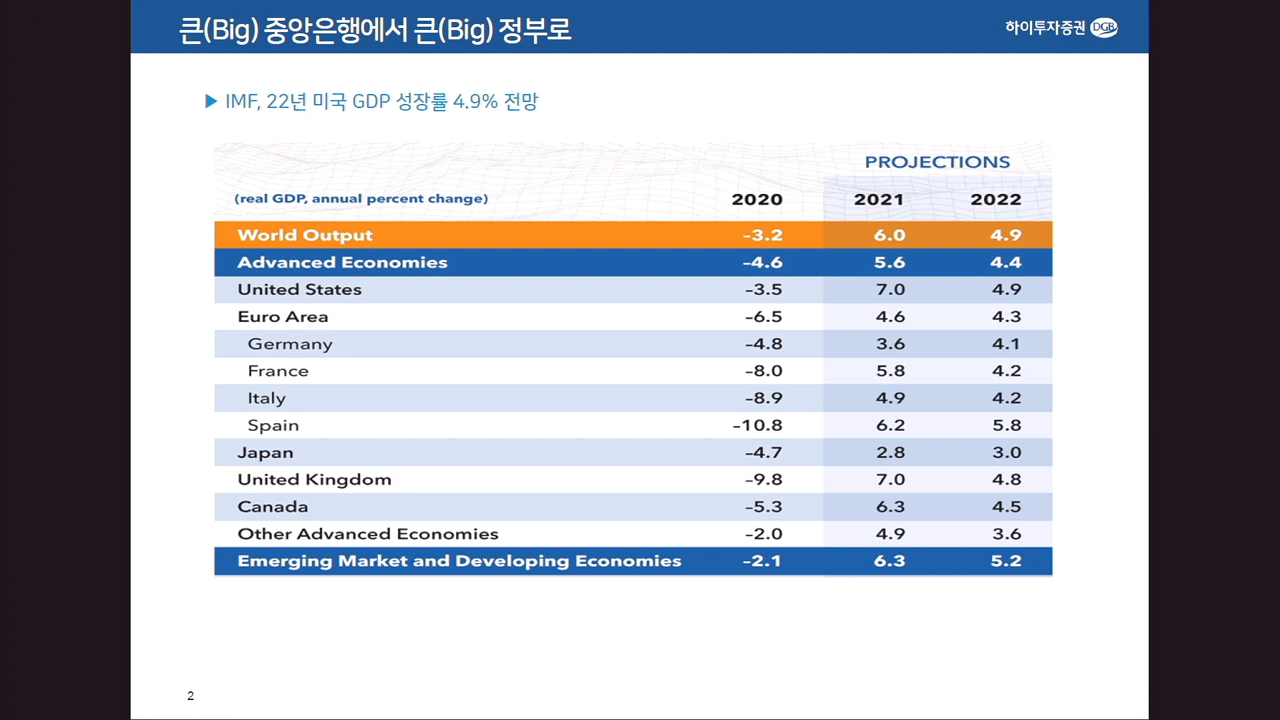 큰(Big) 중앙은행에서 큰(Big) 정부로
하이투자증권 DGB
▶ IMF, 22년 미국 GDP 성장률 4.9% 전망
PROJECTIONS
(real GDP, annual percent change) 2020 2021 2022
World Output –3.2 6.0 4.9
Advanced Economies –4.6 5.6 4.4
United States –3.5 7.0 4.9
Euro Area –6.5 4.6 4.3
Germany –4.8 3.6 4.1
France –8.0 5.8 4.2
Italy –8.9 4.9 4.2
Spain –10.8 6.2 5.8
Japan –4.7 2.8 3.0
United Kingdom –9.8 7.0 4.8
Canada –5.3 6.3 4.5
Other Advanced Economies –2.0 4.9 3.6
Emerging Market and Developing Economies –2.1 6.3 5.2
2